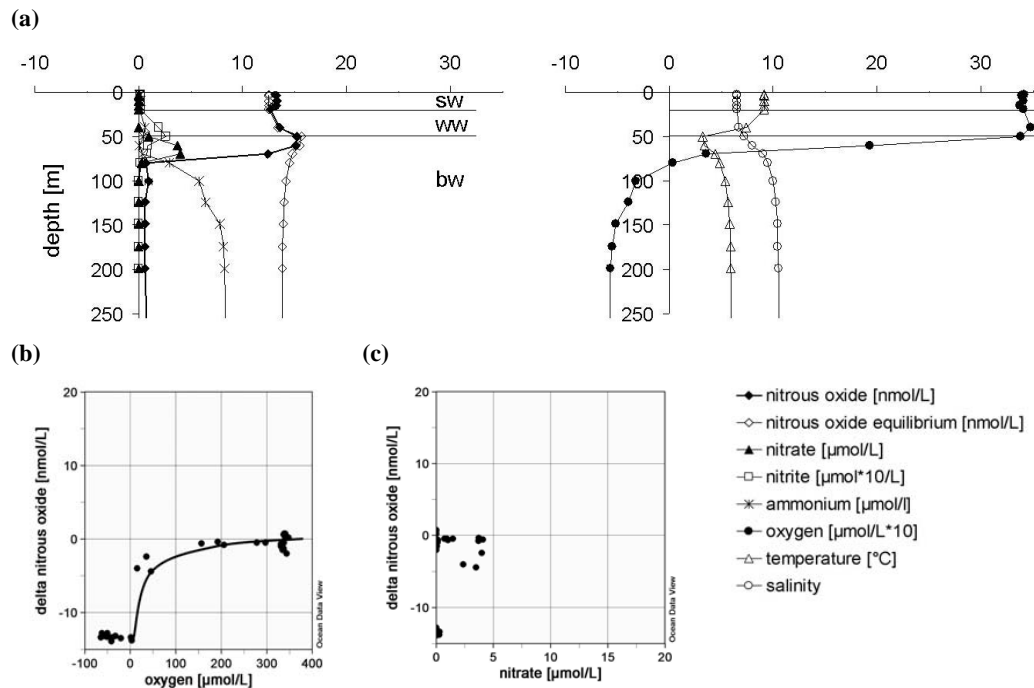 (a)
-10 0 10 20 30
-10 0 10 20 30
0
50
100
150
200
250
depth [m]
sw
ww
bw
0
50
100
150
200
250
(b)
delta nitrous oxide [nmol/L]
20
10
0
-10
-100 0 100 200 300 400
oxygen [µmol/L]
Ocean Data View
(c)
delta nitrous oxide [nmol/L]
20
10
0
-10
0 5 10 15 20
nitrate [µmol/L]
Ocean Data View
nitrous oxide [nmol/L]
nitrous oxide equilibrium [nmol/L]
nitrate [µmol/L]
nitrite [µmol*10/L]
ammonium [µmol/l]
oxygen [µmol/L*10]
temperature [°C]
salinity